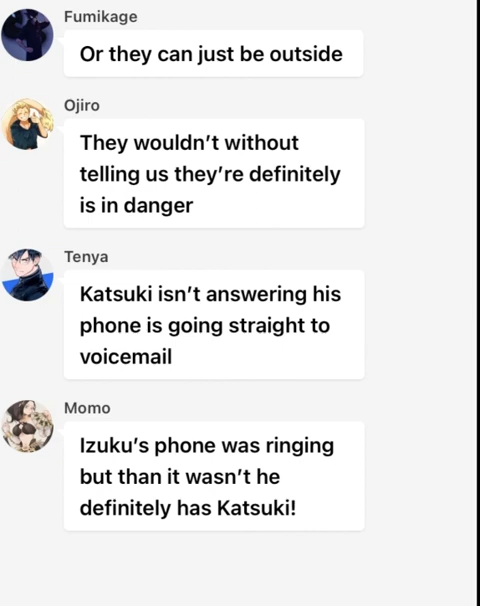 Fumikage
Or they can just be outside
Ojiro
They wouldn’t without
telling us they’re definitely
is in danger
Tenya
Katsuki isn’t answering his
phone is going straight to
voicemail
Momo
Izuku’s phone was ringing
but than it wasn’t he
definitely has Katsuki!